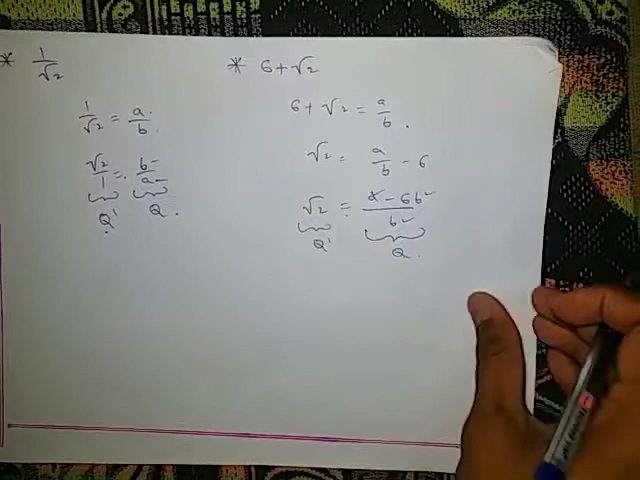 * 1/√2
1/√2 = a/b.
√2/1 = b/a
Q' Q.
* 6+√2
6+√2 = a/b.
√2 = a/b - 6
√2 = a - 6b/b
Q' Q.